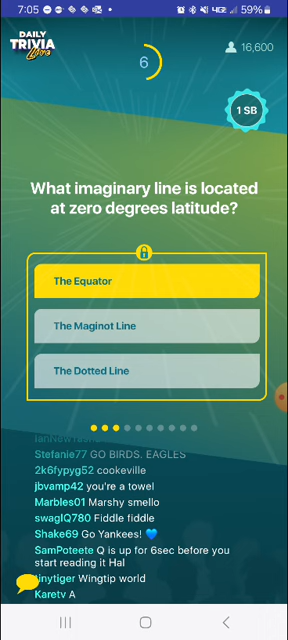 7:05
4G 59%
DAILY
TRIVIA
Live
6
16,600
1 SB
What imaginary line is located
at zero degrees latitude?
The Equator
The Maginot Line
The Dotted Line
Stefanie77 GO BIRDS. EAGLES
2k6fypyg52 cookeville
jbvamp42 you're a towel
Marbles01 Marshy smello
swagIQ780 Fiddle fiddle
Shake69 Go Yankees! 💙
SamPoteete Q is up for 6sec before you
start reading it Hal
tinytiger Wingtip world
Karetv A